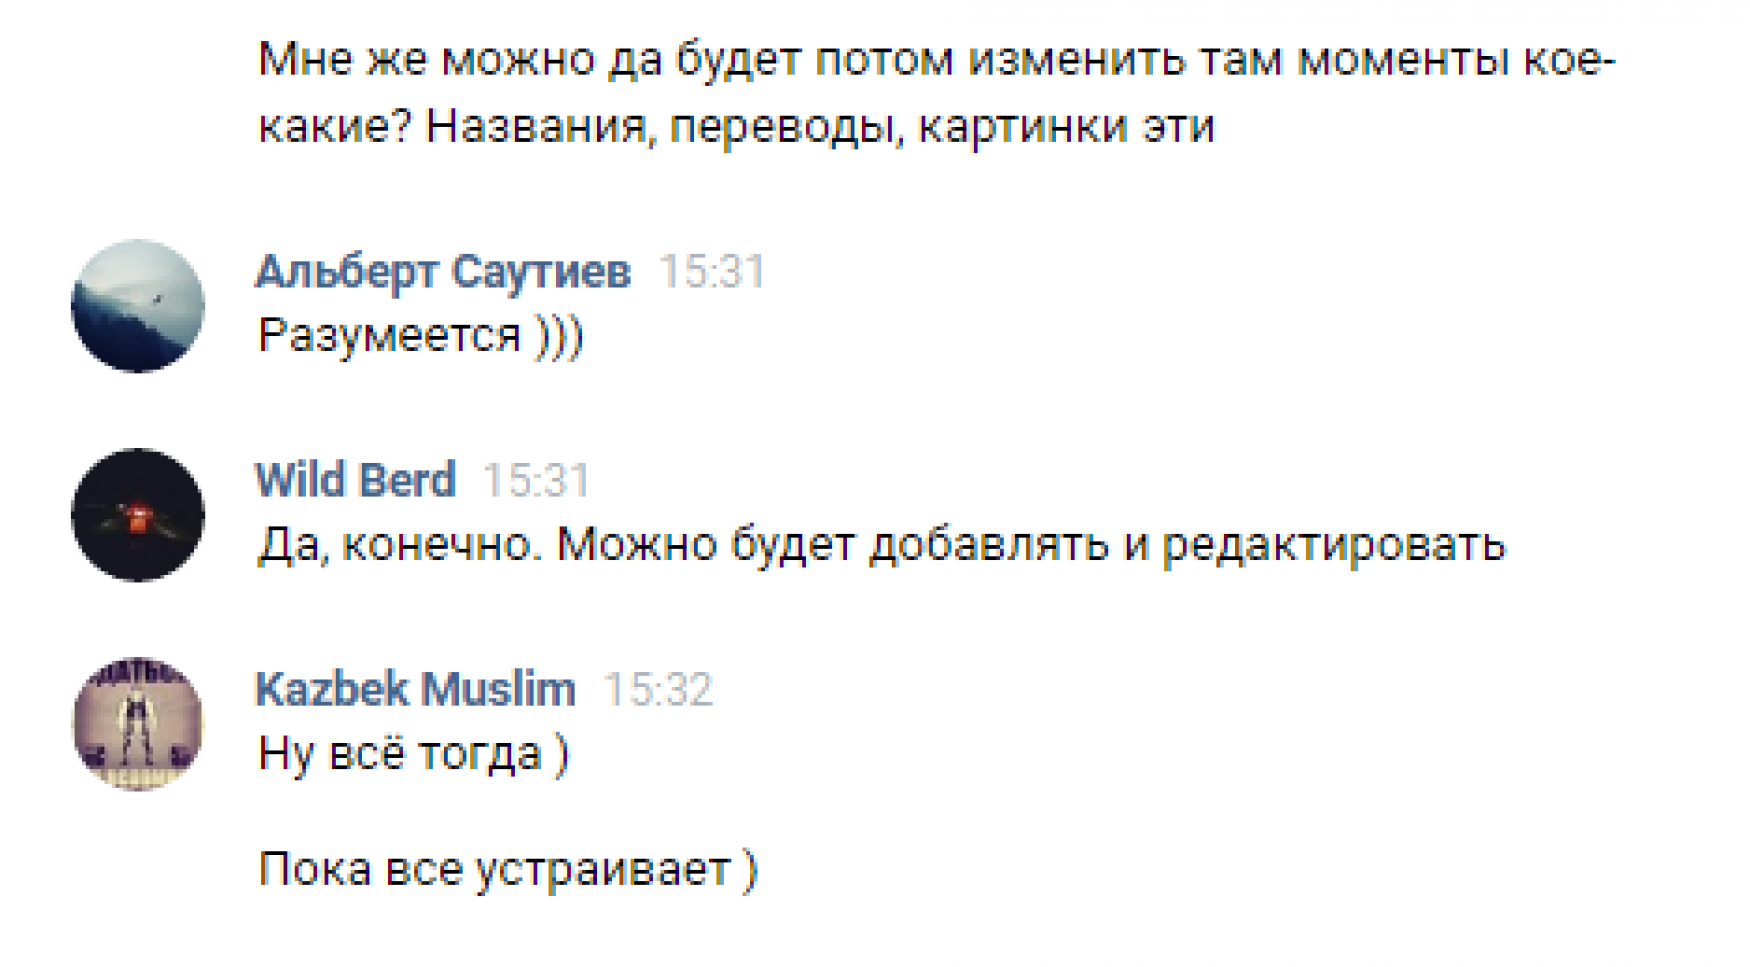 Мне же можно да будет потом изменить там моменты кое-
какие? Названия, переводы, картинки эти
Альберт Саутиев 15:31
Разумеется )))
Wild Berd 15:31
Да, конечно. Можно будет добавлять и редактировать
Kazbek Muslim 15:32
Ну всё тогда )
Пока все устраивает )